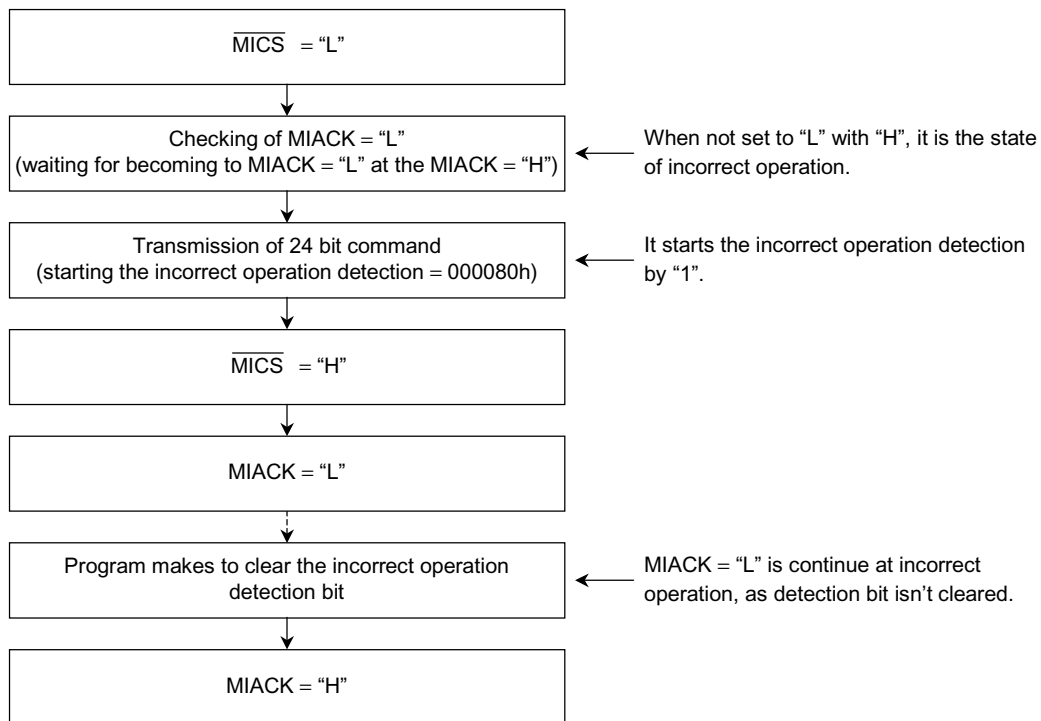 M̅I̅C̅S̅ = “L”
Checking of MIACK = “L”
(waiting for becoming to MIACK = “L” at the MIACK = “H”)
When not set to “L” with “H”, it is the state
of incorrect operation.
Transmission of 24 bit command
(starting the incorrect operation detection = 000080h)
It starts the incorrect operation detection
by “1”.
M̅I̅C̅S̅ = “H”
MIACK = “L”
Program makes to clear the incorrect operation
detection bit
MIACK = “L” is continue at incorrect
operation, as detection bit isn’t cleared.
MIACK = “H”